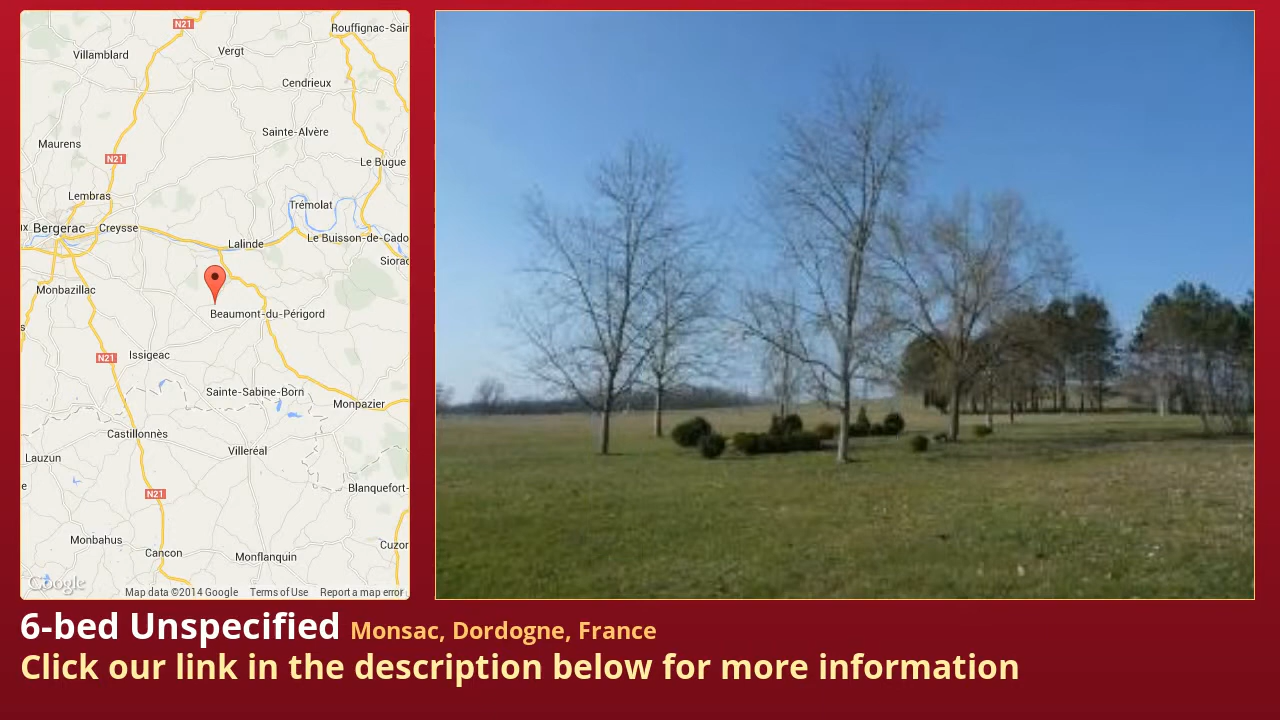 N21
Rouffignac-Sair
Villamblard
Vergt
Cendrieux
Sainte-Alvère
Maurens
N21
Le Bugue
Lembras
Trémolat
ux Bergerac
Creysse
Lalinde
Le Buisson-de-Cado
Siorac
Monbazillac
Beaumont-du-Périgord
s
N21
Issigeac
Sainte-Sabine-Born
Monpazier
Castillonnès
Villeréal
Lauzun
e
N21
Blanquefort-
Monbahus
Cancon
Monflanquin
Cuzor
Google
Map data ©2014 Google Terms of Use Report a map error
6-bed Unspecified Monsac, Dordogne, France
Click our link in the description below for more information